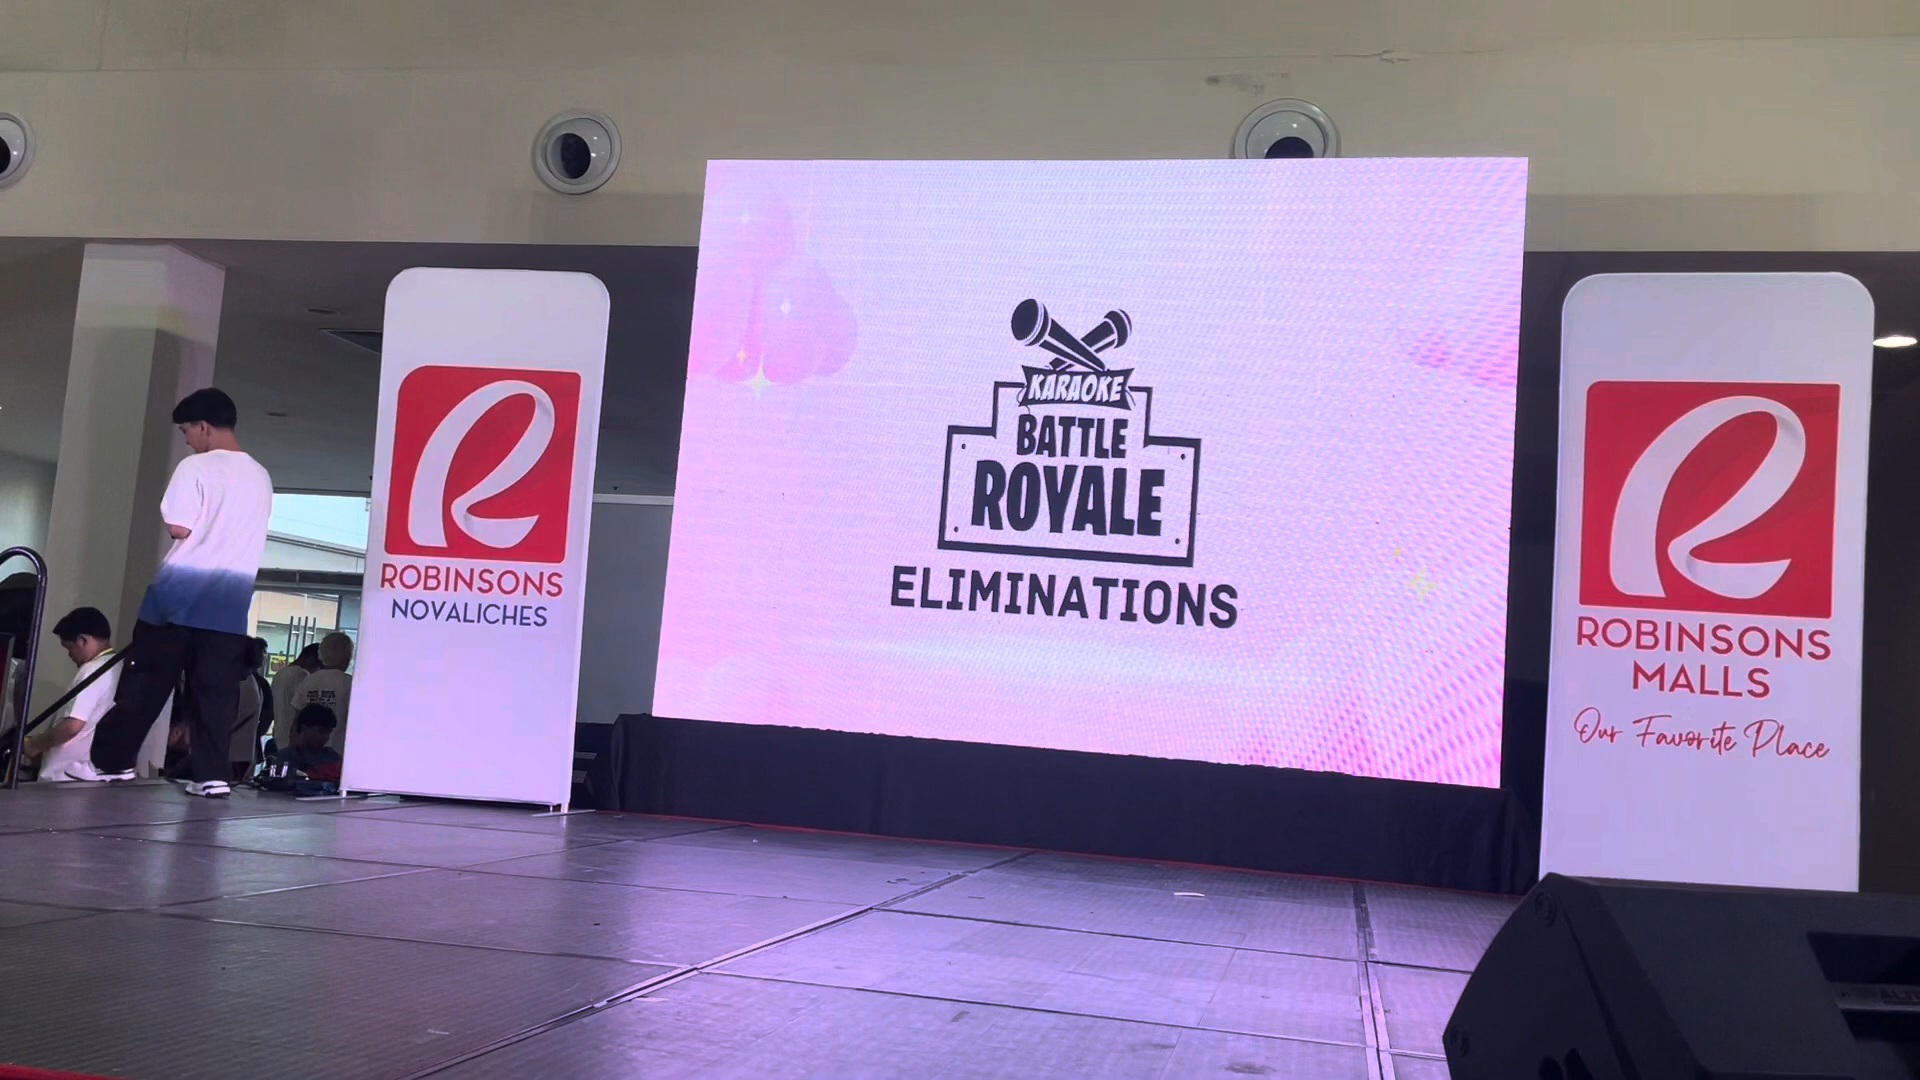 ROBINSONS
NOVALICHES
KARAOKE
BATTLE
ROYALE
ELIMINATIONS
ROBINSONS
MALLS
Our Favorite Place